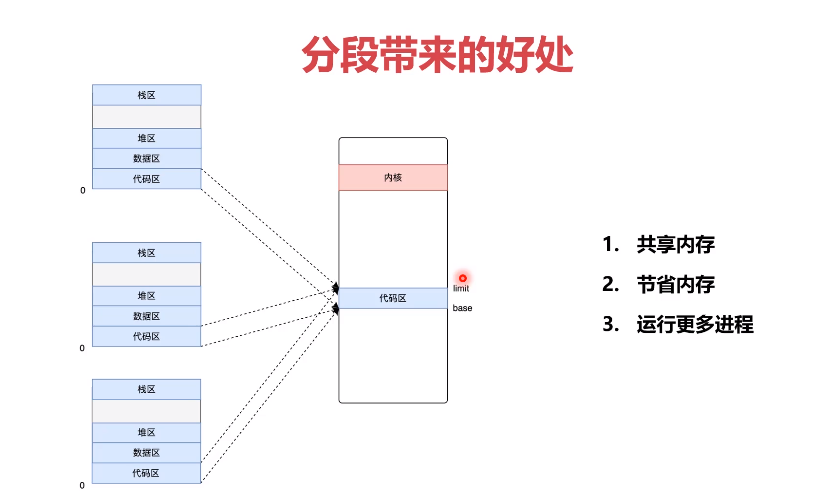 分段带来的好处
栈区
堆区
数据区
代码区
0
栈区
堆区
数据区
代码区
0
栈区
堆区
数据区
代码区
0
内核
代码区
limit
base
1. 共享内存
2. 节省内存
3. 运行更多进程